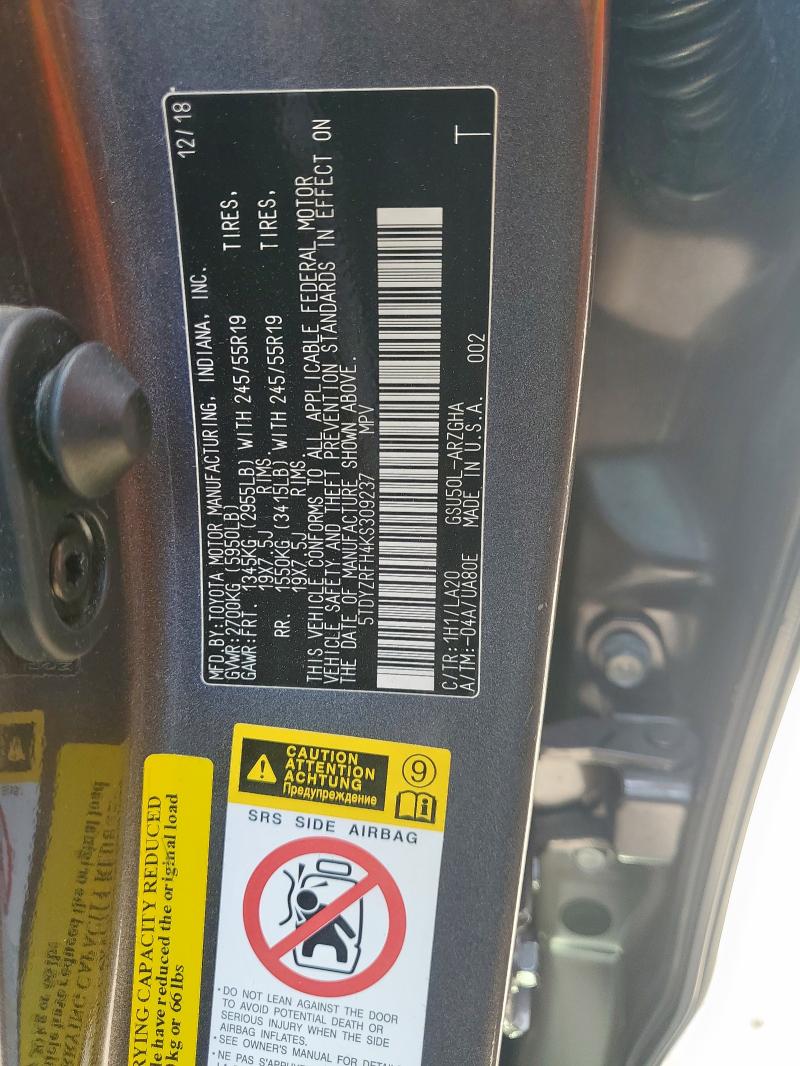 MFD.BY:TOYOTA MOTOR MANUFACTURING, INDIANA, INC. 12/18
GVWR:2700KG (5950LB)
GAWR:FRT. 1345KG (2955LB) WITH 245/55R19 TIRES,
19X7.5J RIMS
RR. 1550KG (3415LB) WITH 245/55R19 TIRES,
19X7.5J RIMS.
THIS VEHICLE CONFORMS TO ALL APPLICABLE FEDERAL MOTOR
VEHICLE SAFETY AND THEFT PREVENTION STANDARDS IN EFFECT ON
THE DATE OF MANUFACTURE SHOWN ABOVE.
5TDYZRFH4KS309237 MPV
C/TR:1H1/LA20 GSU50L-ARZGHA
A/TM:-04A/UA80E MADE IN U.S.A. 002 T
CAUTION
ATTENTION
ACHTUNG
Предупреждение
9
SRS SIDE AIRBAG
• DO NOT LEAN AGAINST THE DOOR
TO AVOID POTENTIAL DEATH OR
SERIOUS INJURY WHEN THE SIDE
AIRBAG INFLATES.
• SEE OWNER'S MANUAL FOR
RYING CAPACITY REDUCED
le have reduced the original load
kg or 66 lbs